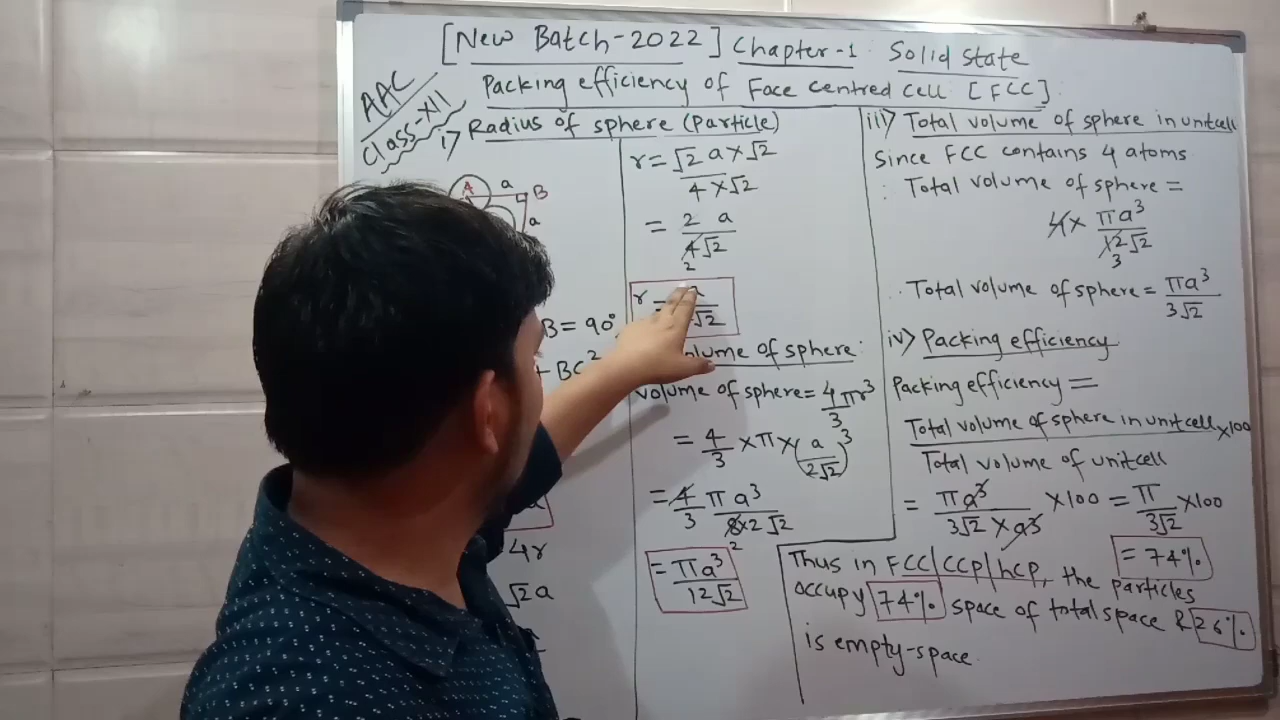 [New Batch-2022] Chapter-1: Solid state
Packing efficiency of Face centred cell [FCC]
AAC
Class-XII
i) Radius of sphere (Particle)
A a B
a
B = 90°
+ BC²
a
4r
√2a
r = √2 a × √2
4 × √2
= 2 a
4√2
2
r = a
√2
volume of sphere:
volume of sphere = 4/3 πr³
= 4/3 × π × (a/2√2)³
= 4/3 π a³
8×2√2
2
= πa³
12√2
iii) Total volume of sphere in unitcell
Since FCC contains 4 atoms
∴ Total volume of sphere =
4 × πa³
12√2
3
∴ Total volume of sphere = πa³
3√2
iv) Packing efficiency
Packing efficiency =
Total volume of sphere in unitcell ×100
Total volume of unitcell
= πa³ ×100 = π ×100
3√2 × a³ 3√2
= 74%
Thus in FCC|CCP|hcp, the particles
occupy 74% space of total space & 26%
is empty-space.